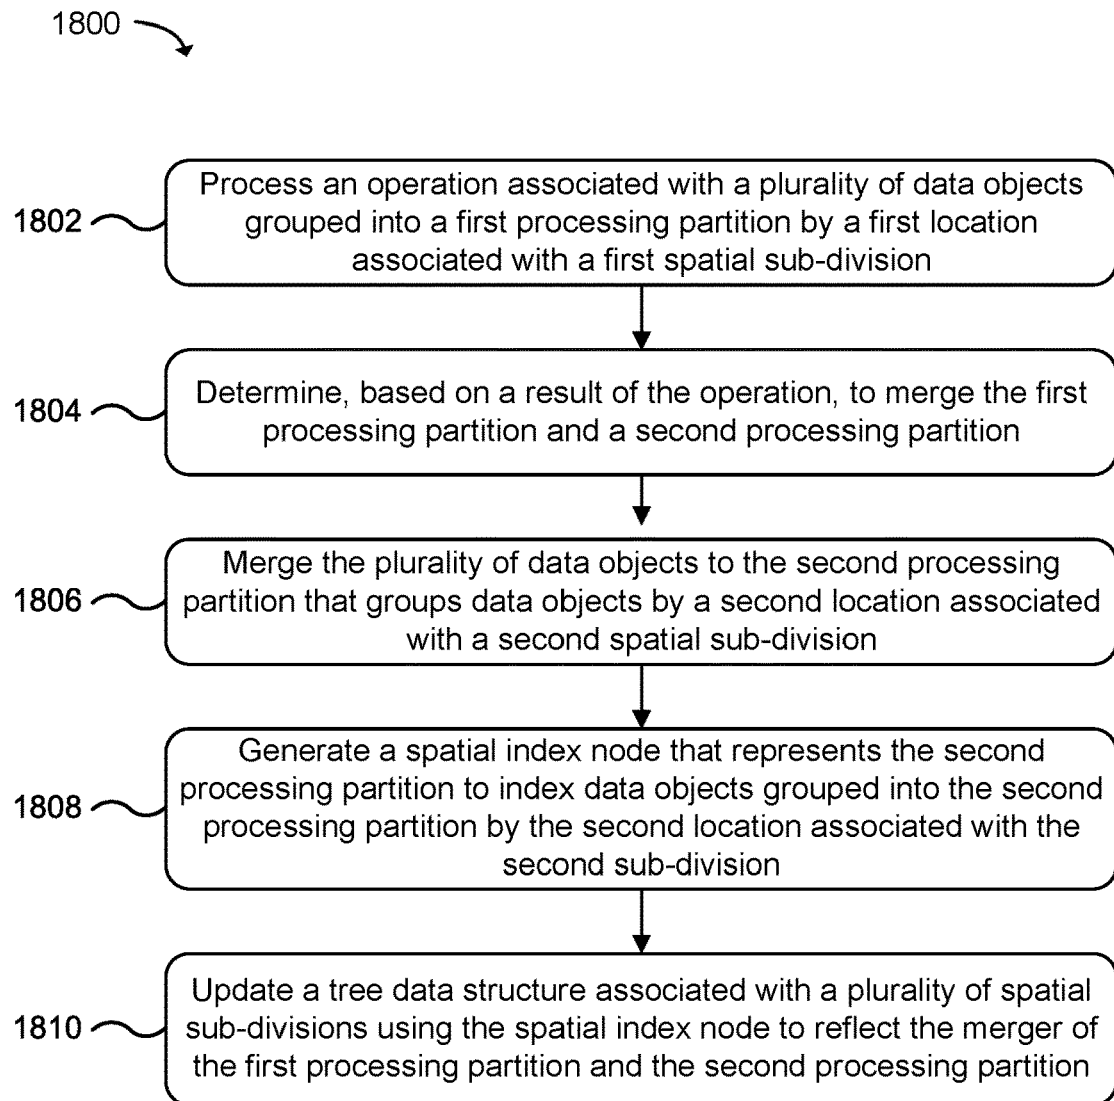 1800
1802
Process an operation associated with a plurality of data objects
grouped into a first processing partition by a first location
associated with a first spatial sub-division
1804
Determine, based on a result of the operation, to merge the first
processing partition and a second processing partition
1806
Merge the plurality of data objects to the second processing
partition that groups data objects by a second location associated
with a second spatial sub-division
1808
Generate a spatial index node that represents the second
processing partition to index data objects grouped into the second
processing partition by the second location associated with the
second sub-division
1810
Update a tree data structure associated with a plurality of spatial
sub-divisions using the spatial index node to reflect the merger of
the first processing partition and the second processing partition